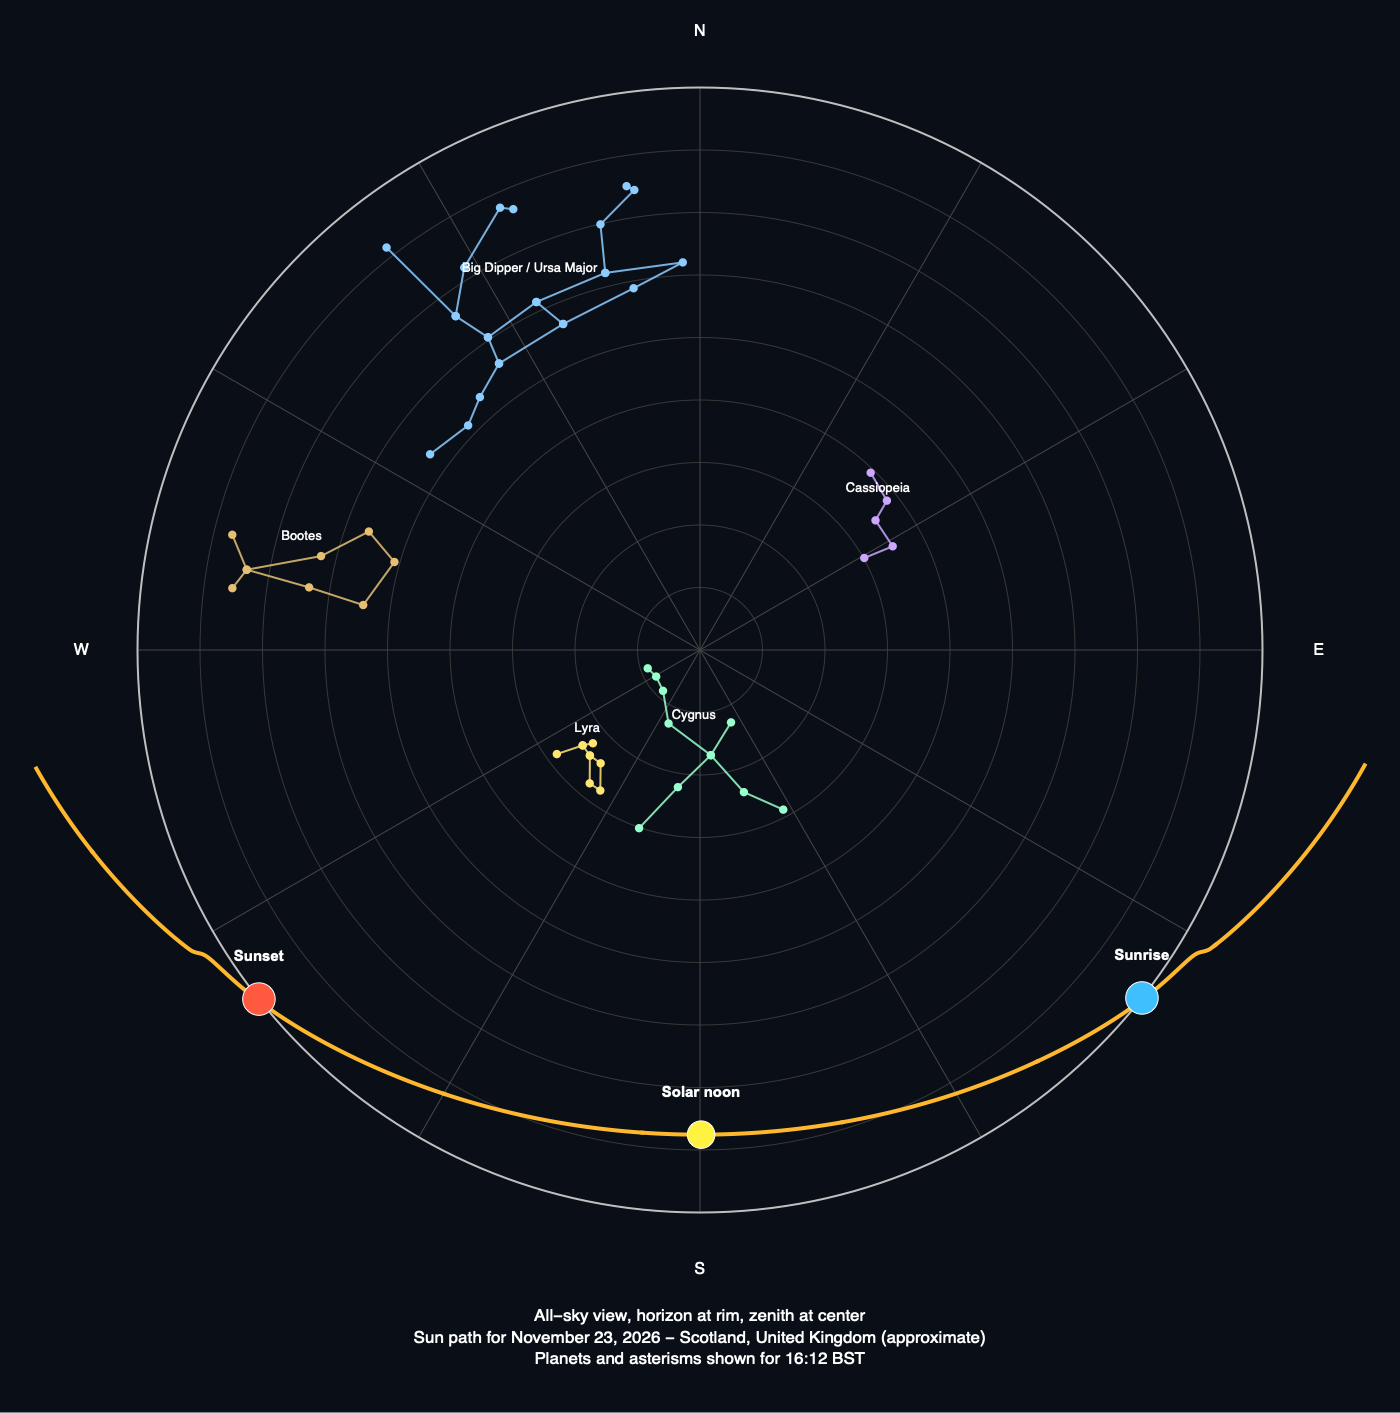 N
Big Dipper / Ursa Major
Cassiopeia
Bootes
W
E
Cygnus
Lyra
Sunset
Sunrise
Solar noon
S
All-sky view, horizon at rim, zenith at center
Sun path for November 23, 2026 – Scotland, United Kingdom (approximate)
Planets and asterisms shown for 16:12 BST